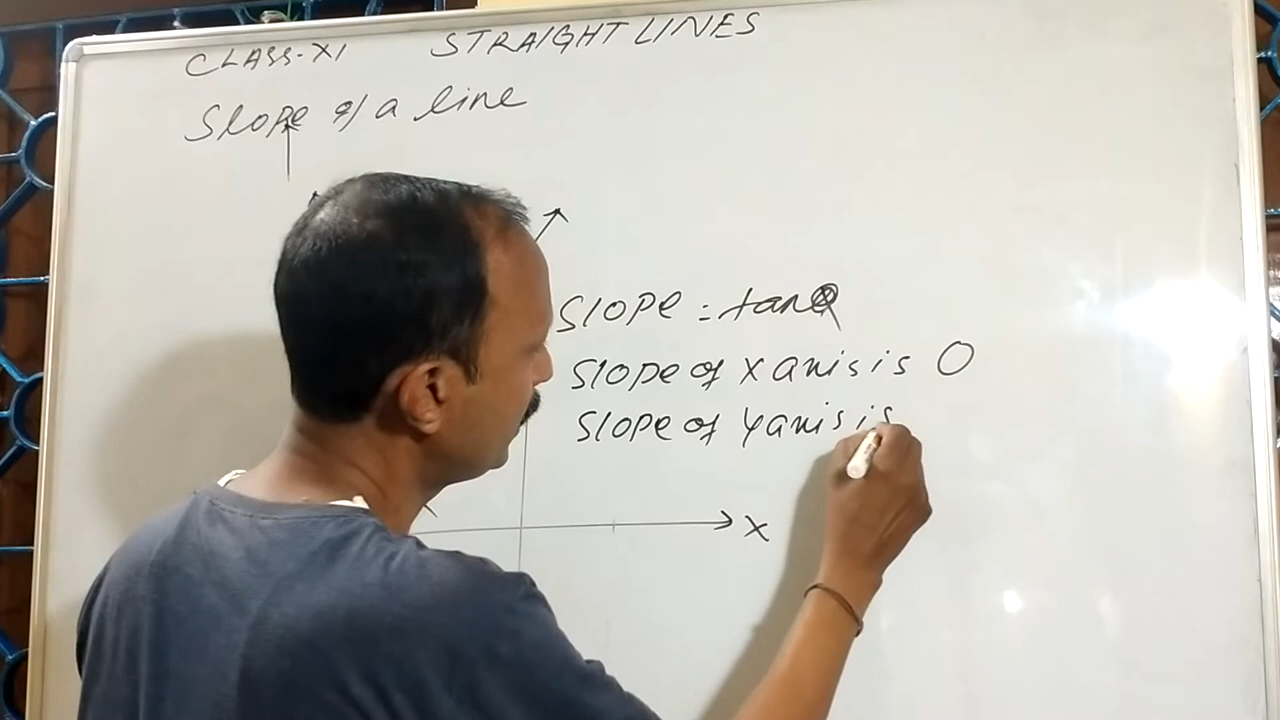 CLASS-XI STRAIGHT LINES
Slope of a line
Slope : tanθ
Slope of X axis is 0
Slope of Y axis is
X